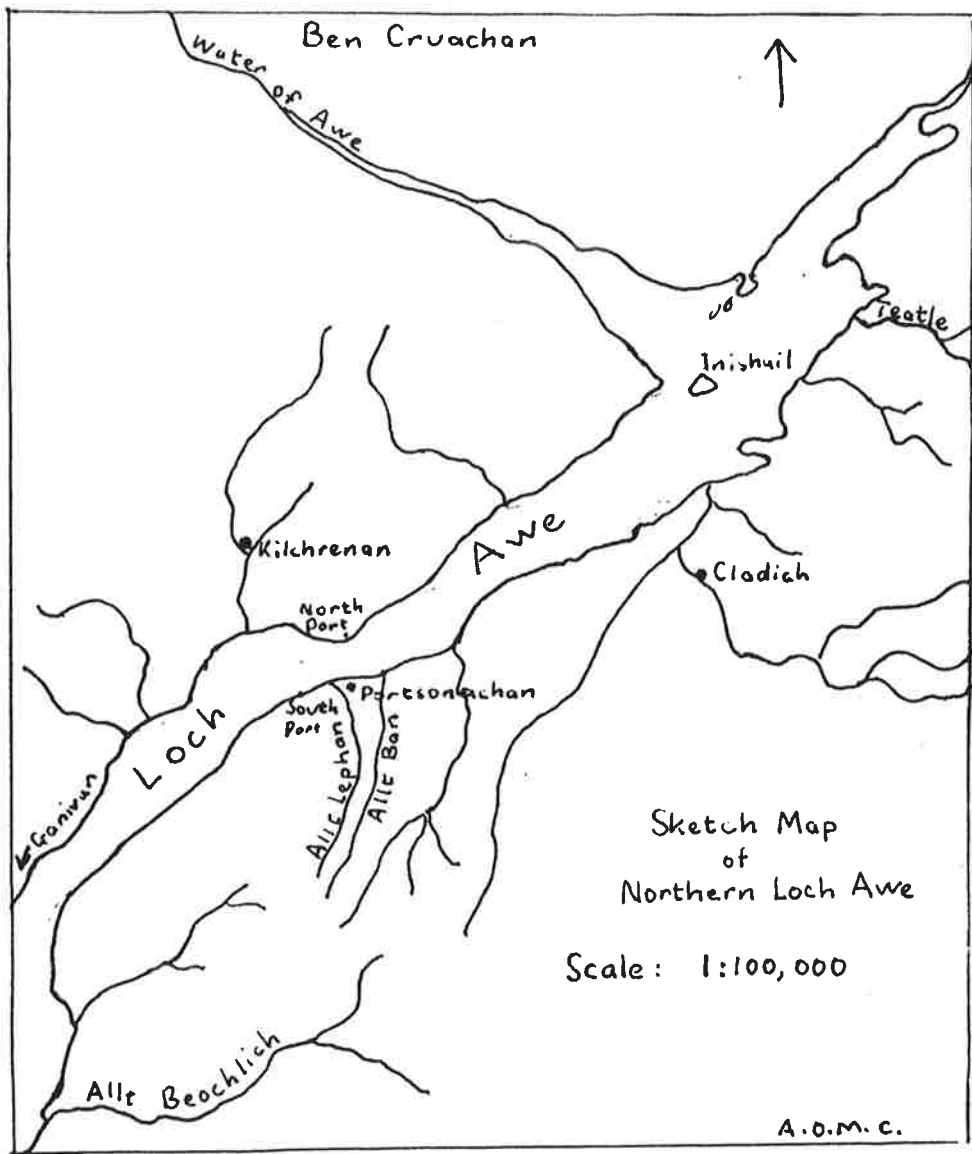 Ben Cruachan
Water of Awe
Teatle
Inishail
Awe
Kilchrenan
Cladich
North
Port
Portsonachan
South
Port
Loch
Allt Lephan
Allt Ban
Ganivan
Sketch Map
of
Northern Loch Awe
Scale: 1:100,000
Allt Beochlich
A.O.M.C.